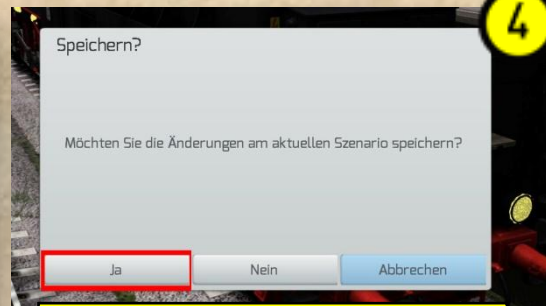 4
Speichern?
Möchten Sie die Änderungen am aktuellen Szenario speichern?
Ja
Nein
Abbrechen